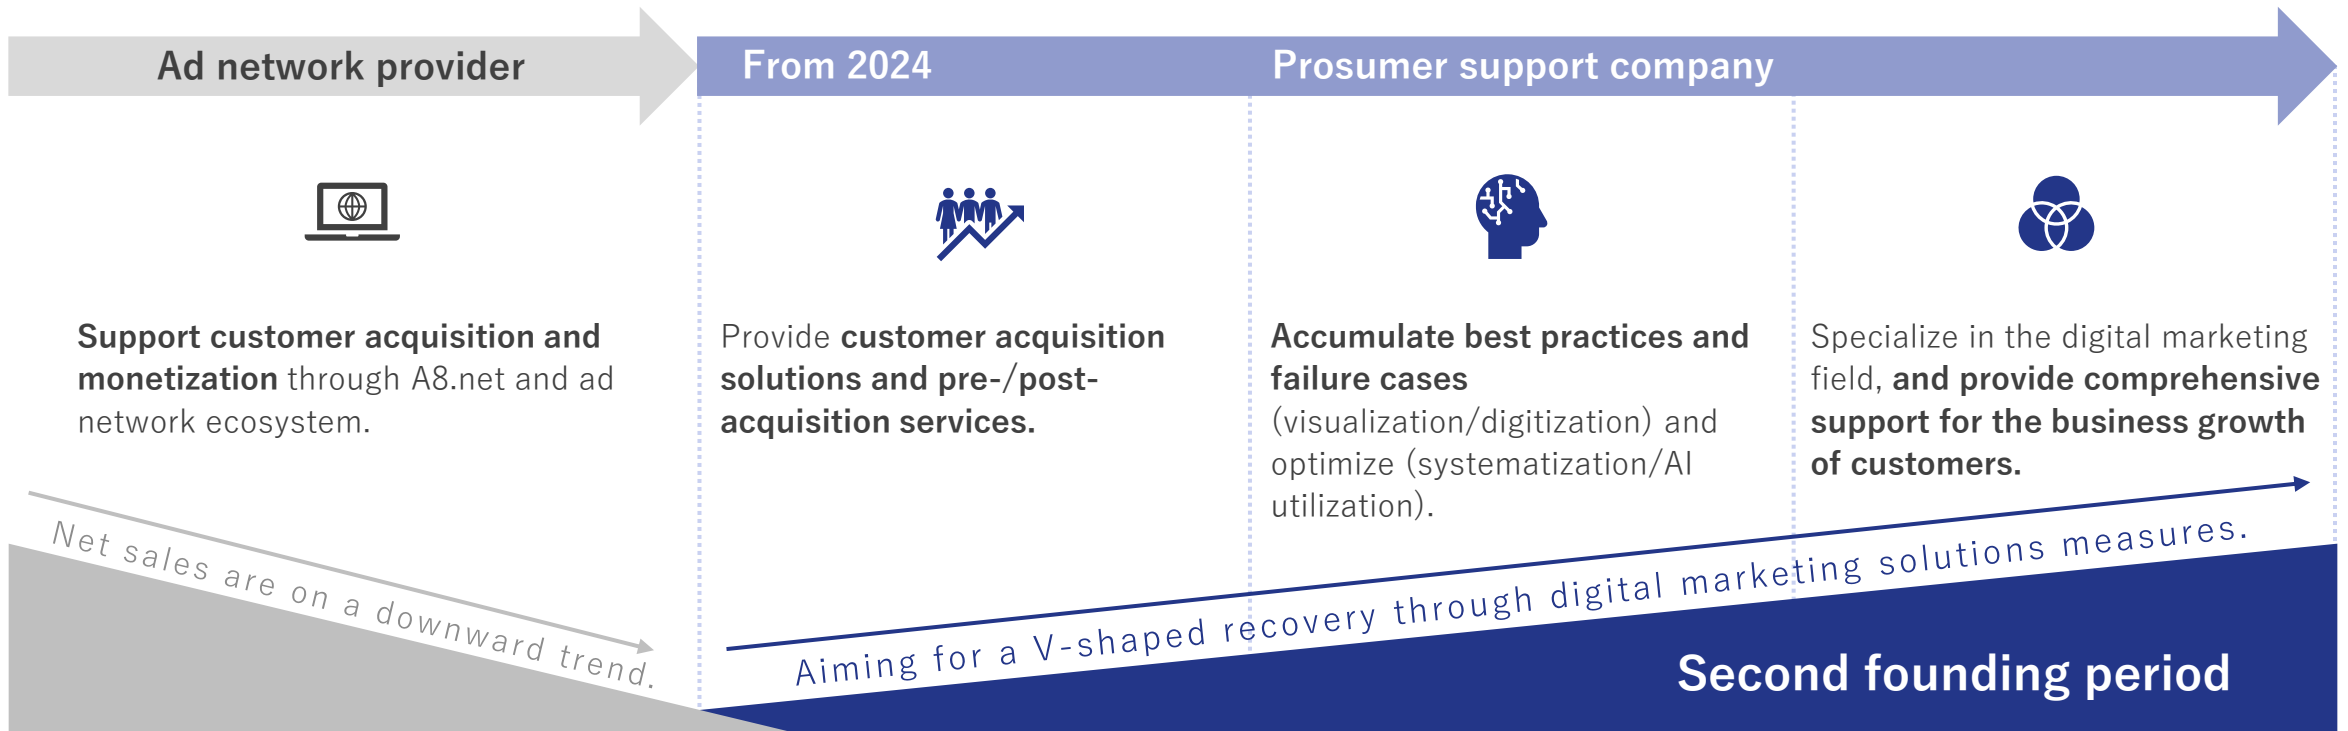 Ad network provider
From 2024
Prosumer support company
Support customer acquisition and
monetization through A8.net and ad
network ecosystem.
Provide customer acquisition
solutions and pre-/post-
acquisition services.
Accumulate best practices and
failure cases
(visualization/digitization) and
optimize (systematization/AI
utilization).
Specialize in the digital marketing
field, and provide comprehensive
support for the business growth
of customers.
Net sales are on a downward trend.
Aiming for a V-shaped recovery through digital marketing solutions measures.
Second founding period